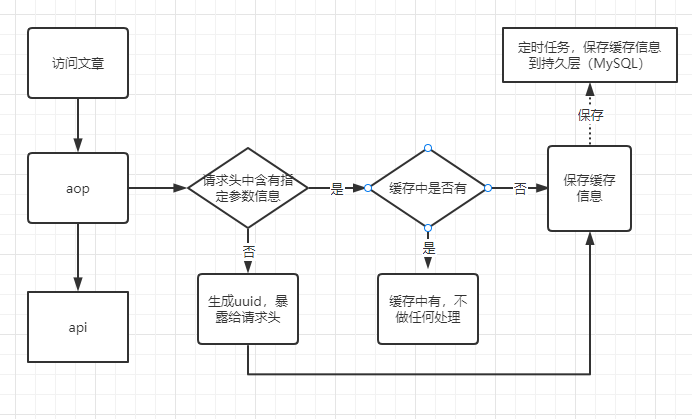 访问文章
定时任务，保存缓存信息
到持久层（MySQL）
保存
aop
请求头中含有指
定参数信息
是
缓存中是否有
否
保存缓存
信息
否
是
生成uuid，暴
露给请求头
缓存中有，不
做任何处理
api